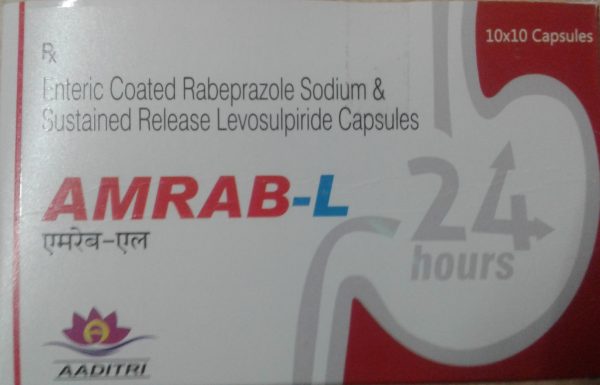 10x10 Capsules
Rx
Enteric Coated Rabeprazole Sodium &
Sustained Release Levosulpiride Capsules
AMRAB-L
एमरेब-एल
24
hours
A
AADITRI